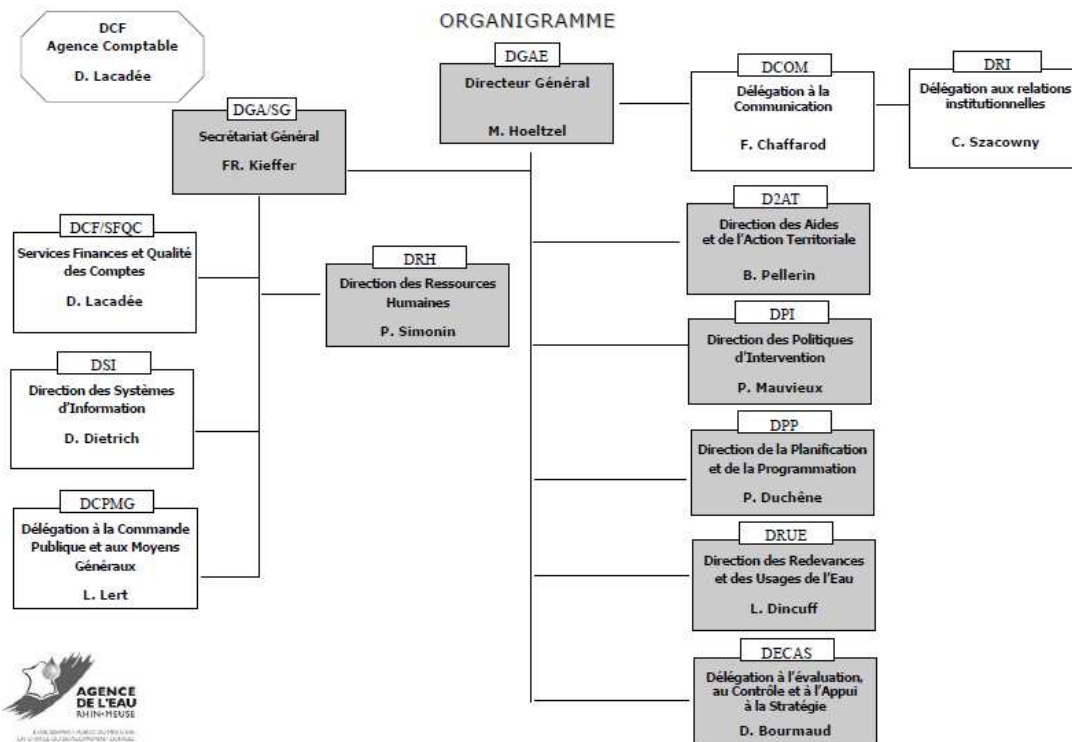 ORGANIGRAMME
DCF
Agence Comptable
D. Lacadée
DGAE
Directeur Général
M. Hoeltzel
DCOM
Délégation à la
Communication
F. Chaffarod
DRI
Délégation aux relations
institutionnelles
C. Szacowny
DGA/SG
Secrétariat Général
FR. Kieffer
DCF/SFQC
Services Finances et Qualité
des Comptes
D. Lacadée
DRH
Direction des Ressources
Humaines
P. Simonin
DSI
Direction des Systèmes
d'Information
D. Dietrich
DCPMG
Délégation à la Commande
Publique et aux Moyens
Généraux
L. Lert
D2AT
Direction des Aides
et de l'Action Territoriale
B. Pellerin
DPI
Direction des Politiques
d'Intervention
P. Mauvieux
DPP
Direction de la Planification
et de la Programmation
P. Duchêne
DRUE
Direction des Redevances
et des Usages de l'Eau
L. Dincuff
DECAS
Délégation à l'évaluation,
au Contrôle et à l'Appui
à la Stratégie
D. Bourmaud
AGENCE
DE L'EAU
RHIN•MEUSE